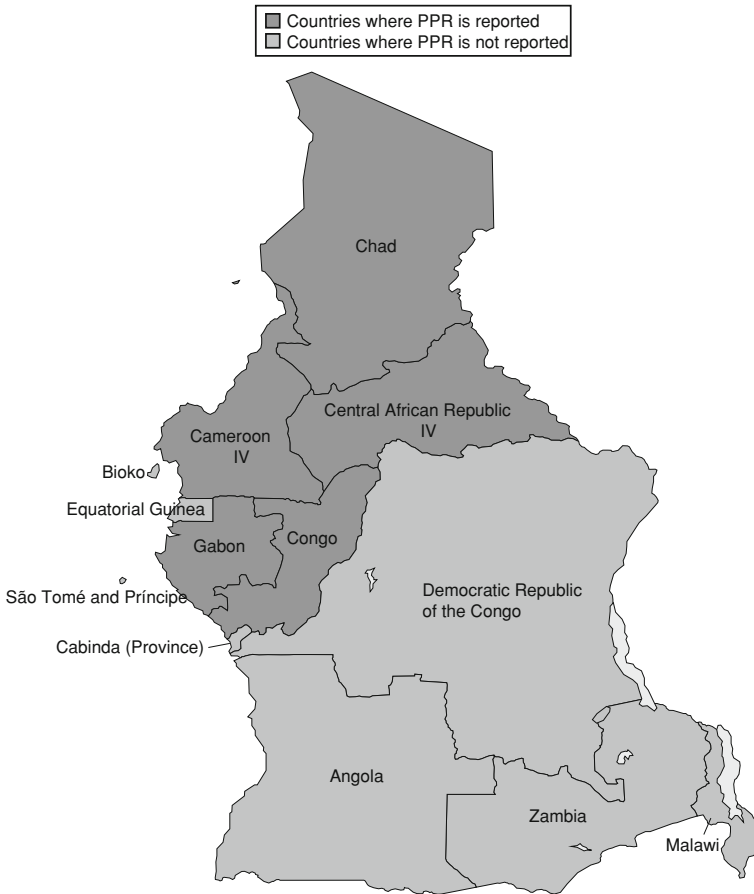 Countries where PPR is reported
Countries where PPR is not reported
Chad
Central African Republic
IV
Cameroon
IV
Bioko
Equatorial Guinea
Congo
Gabon
Democratic Republic
of the Congo
São Tomé and Príncipe
Cabinda (Province)
Angola
Zambia
Malawi